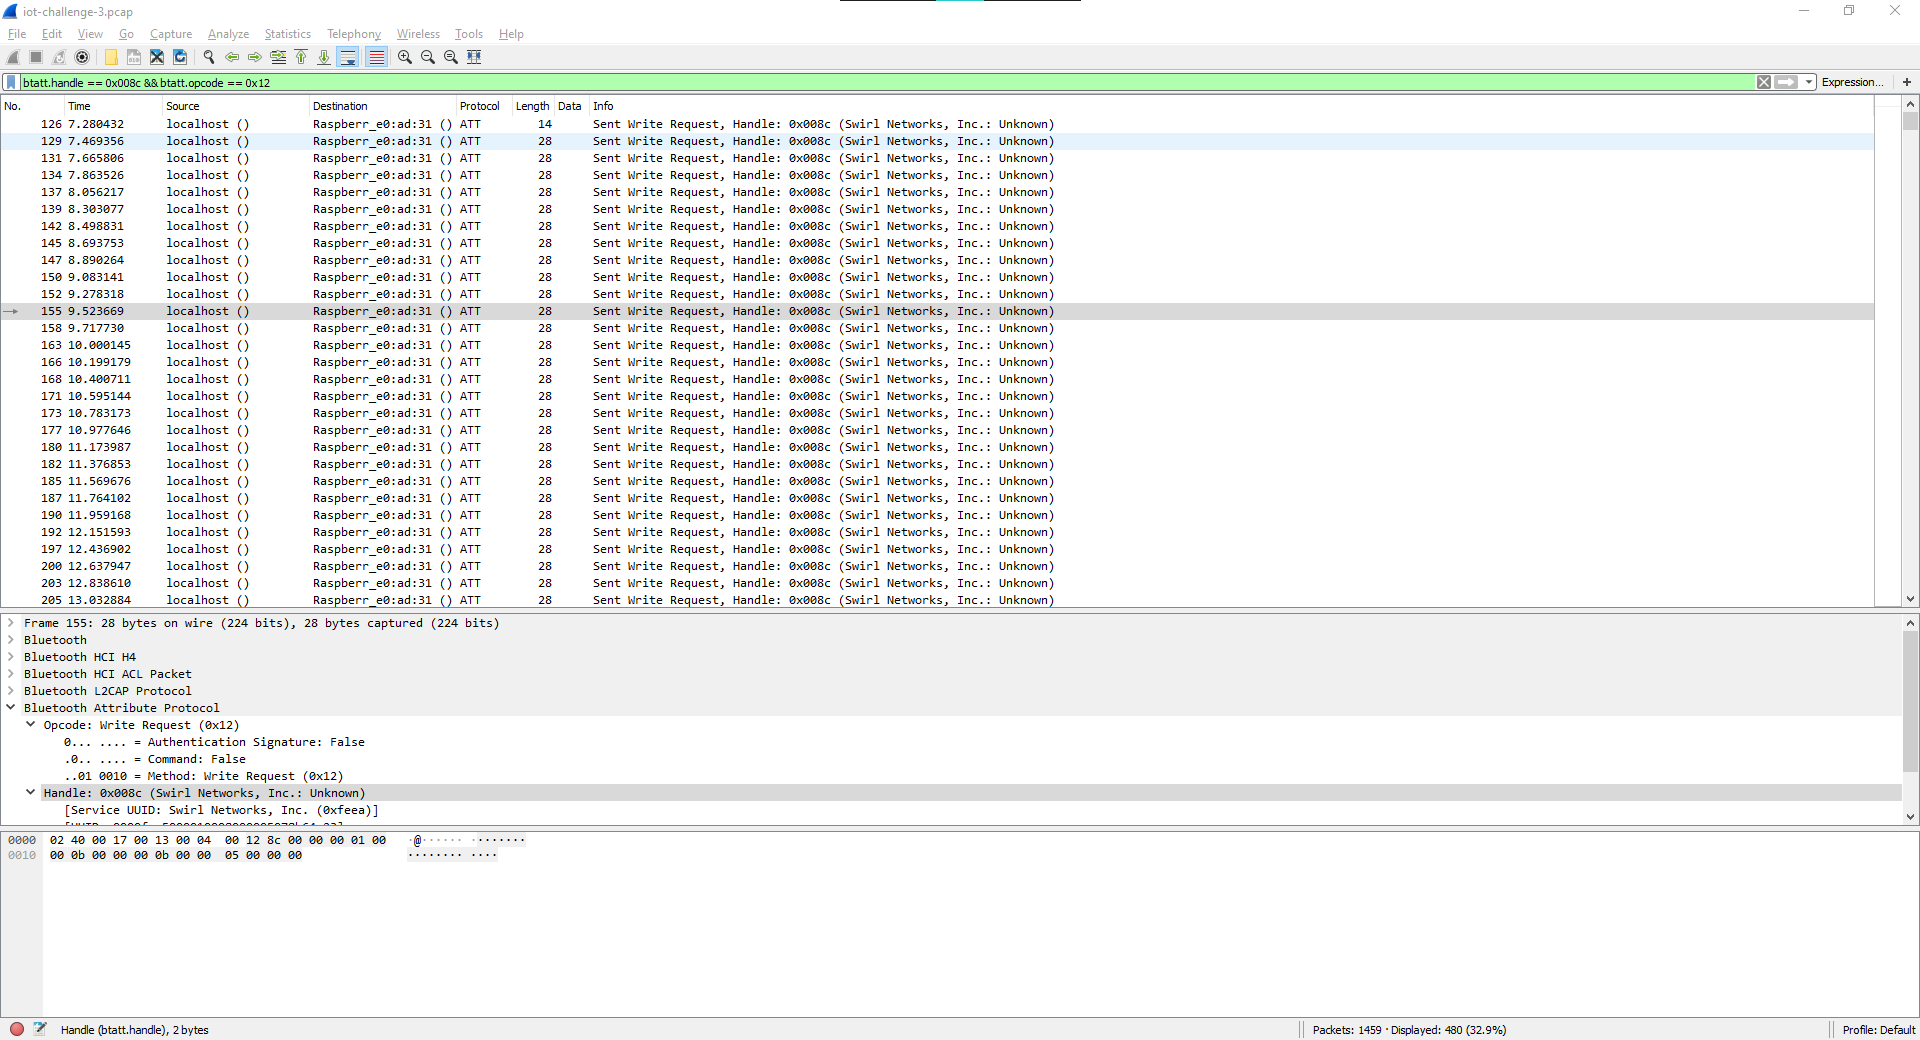 iot-challenge-3.pcap
File Edit View Go Capture Analyze Statistics Telephony Wireless Tools Help
btatt.handle == 0x008c && btatt.opcode == 0x12 Expression... +
No. Time Source Destination Protocol Length Data Info
126 7.280432 localhost () Raspberr_e0:ad:31 () ATT 14 Sent Write Request, Handle: 0x008c (Swirl Networks, Inc.: Unknown)
129 7.469356 localhost () Raspberr_e0:ad:31 () ATT 28 Sent Write Request, Handle: 0x008c (Swirl Networks, Inc.: Unknown)
131 7.665806 localhost () Raspberr_e0:ad:31 () ATT 28 Sent Write Request, Handle: 0x008c (Swirl Networks, Inc.: Unknown)
134 7.863526 localhost () Raspberr_e0:ad:31 () ATT 28 Sent Write Request, Handle: 0x008c (Swirl Networks, Inc.: Unknown)
137 8.056217 localhost () Raspberr_e0:ad:31 () ATT 28 Sent Write Request, Handle: 0x008c (Swirl Networks, Inc.: Unknown)
139 8.303077 localhost () Raspberr_e0:ad:31 () ATT 28 Sent Write Request, Handle: 0x008c (Swirl Networks, Inc.: Unknown)
142 8.498831 localhost () Raspberr_e0:ad:31 () ATT 28 Sent Write Request, Handle: 0x008c (Swirl Networks, Inc.: Unknown)
145 8.693753 localhost () Raspberr_e0:ad:31 () ATT 28 Sent Write Request, Handle: 0x008c (Swirl Networks, Inc.: Unknown)
147 8.890264 localhost () Raspberr_e0:ad:31 () ATT 28 Sent Write Request, Handle: 0x008c (Swirl Networks, Inc.: Unknown)
150 9.083141 localhost () Raspberr_e0:ad:31 () ATT 28 Sent Write Request, Handle: 0x008c (Swirl Networks, Inc.: Unknown)
152 9.278318 localhost () Raspberr_e0:ad:31 () ATT 28 Sent Write Request, Handle: 0x008c (Swirl Networks, Inc.: Unknown)
155 9.523669 localhost () Raspberr_e0:ad:31 () ATT 28 Sent Write Request, Handle: 0x008c (Swirl Networks, Inc.: Unknown)
158 9.717730 localhost () Raspberr_e0:ad:31 () ATT 28 Sent Write Request, Handle: 0x008c (Swirl Networks, Inc.: Unknown)
163 10.000145 localhost () Raspberr_e0:ad:31 () ATT 28 Sent Write Request, Handle: 0x008c (Swirl Networks, Inc.: Unknown)
166 10.199179 localhost () Raspberr_e0:ad:31 () ATT 28 Sent Write Request, Handle: 0x008c (Swirl Networks, Inc.: Unknown)
168 10.400711 localhost () Raspberr_e0:ad:31 () ATT 28 Sent Write Request, Handle: 0x008c (Swirl Networks, Inc.: Unknown)
171 10.595144 localhost () Raspberr_e0:ad:31 () ATT 28 Sent Write Request, Handle: 0x008c (Swirl Networks, Inc.: Unknown)
173 10.783173 localhost () Raspberr_e0:ad:31 () ATT 28 Sent Write Request, Handle: 0x008c (Swirl Networks, Inc.: Unknown)
177 10.977646 localhost () Raspberr_e0:ad:31 () ATT 28 Sent Write Request, Handle: 0x008c (Swirl Networks, Inc.: Unknown)
180 11.173987 localhost () Raspberr_e0:ad:31 () ATT 28 Sent Write Request, Handle: 0x008c (Swirl Networks, Inc.: Unknown)
182 11.376853 localhost () Raspberr_e0:ad:31 () ATT 28 Sent Write Request, Handle: 0x008c (Swirl Networks, Inc.: Unknown)
185 11.569676 localhost () Raspberr_e0:ad:31 () ATT 28 Sent Write Request, Handle: 0x008c (Swirl Networks, Inc.: Unknown)
187 11.764102 localhost () Raspberr_e0:ad:31 () ATT 28 Sent Write Request, Handle: 0x008c (Swirl Networks, Inc.: Unknown)
190 11.959168 localhost () Raspberr_e0:ad:31 () ATT 28 Sent Write Request, Handle: 0x008c (Swirl Networks, Inc.: Unknown)
192 12.151593 localhost () Raspberr_e0:ad:31 () ATT 28 Sent Write Request, Handle: 0x008c (Swirl Networks, Inc.: Unknown)
197 12.436902 localhost () Raspberr_e0:ad:31 () ATT 28 Sent Write Request, Handle: 0x008c (Swirl Networks, Inc.: Unknown)
200 12.637947 localhost () Raspberr_e0:ad:31 () ATT 28 Sent Write Request, Handle: 0x008c (Swirl Networks, Inc.: Unknown)
203 12.838610 localhost () Raspberr_e0:ad:31 () ATT 28 Sent Write Request, Handle: 0x008c (Swirl Networks, Inc.: Unknown)
205 13.032884 localhost () Raspberr_e0:ad:31 () ATT 28 Sent Write Request, Handle: 0x008c (Swirl Networks, Inc.: Unknown)
Frame 155: 28 bytes on wire (224 bits), 28 bytes captured (224 bits)
Bluetooth
Bluetooth HCI H4
Bluetooth HCI ACL Packet
Bluetooth L2CAP Protocol
Bluetooth Attribute Protocol
Opcode: Write Request (0x12)
0... .... = Authentication Signature: False
.0.. .... = Command: False
..01 0010 = Method: Write Request (0x12)
Handle: 0x008c (Swirl Networks, Inc.: Unknown)
[Service UUID: Swirl Networks, Inc. (0xfeea)]
0000 02 40 00 17 00 13 00 04 00 12 8c 00 00 00 01 00 ·@······ ········
0010 00 0b 00 00 00 0b 00 00 05 00 00 00 ········ ····
Handle (btatt.handle), 2 bytes Packets: 1459 · Displayed: 480 (32.9%) Profile: Default